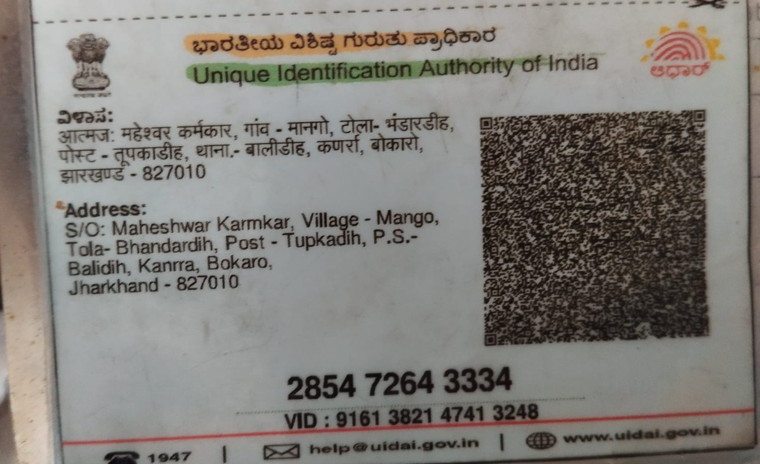 ಭಾರತೀಯ ವಿಶಿಷ್ಟ ಗುರುತು ಪ್ರಾಧಿಕಾರ
Unique Identification Authority of India
ಆಧಾರ್
ವಿಳಾಸ:
आत्मज: महेश्वर कर्मकार, गांव - मानगो, टोला- भंडारडीह,
पोस्ट - तूपकाडीह, थाना.- बालीडीह, कणर्रा, बोकारो,
झारखण्ड - 827010
Address:
S/O: Maheshwar Karmkar, Village - Mango,
Tola- Bhandardih, Post - Tupkadih, P.S.-
Balidih, Kanrra, Bokaro,
Jharkhand - 827010
2854 7264 3334
VID : 9161 3821 4741 3248
1947 | help@uidai.gov.in | www.uidai.gov.in